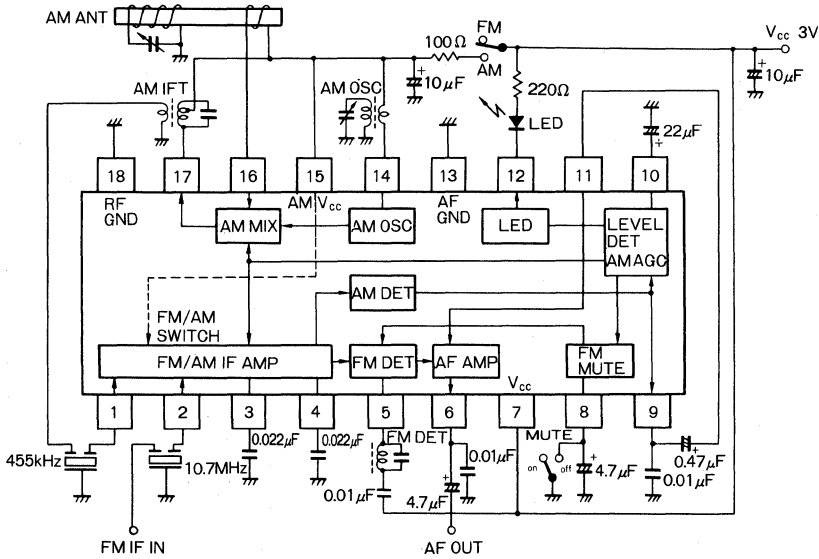 AM ANT
FM
AM
100Ω
Vcc 3V
10μF
10μF
AM IFT
AM OSC
220Ω
LED
22μF
18
17
16
15
14
13
12
11
10
RF
GND
AM Vcc
AF
GND
AM MIX
AM OSC
LED
LEVEL
DET
AM AGC
AM DET
FM/AM
SWITCH
FM/AM IF AMP
FM DET
AF AMP
FM
MUTE
Vcc
1
2
3
4
5
6
7
8
9
455kHz
10.7MHz
0.022μF
0.022μF
FM DET
0.01μF
0.01μF
4.7μF
MUTE
on
off
4.7μF
0.47μF
0.01μF
FM IF IN
AF OUT